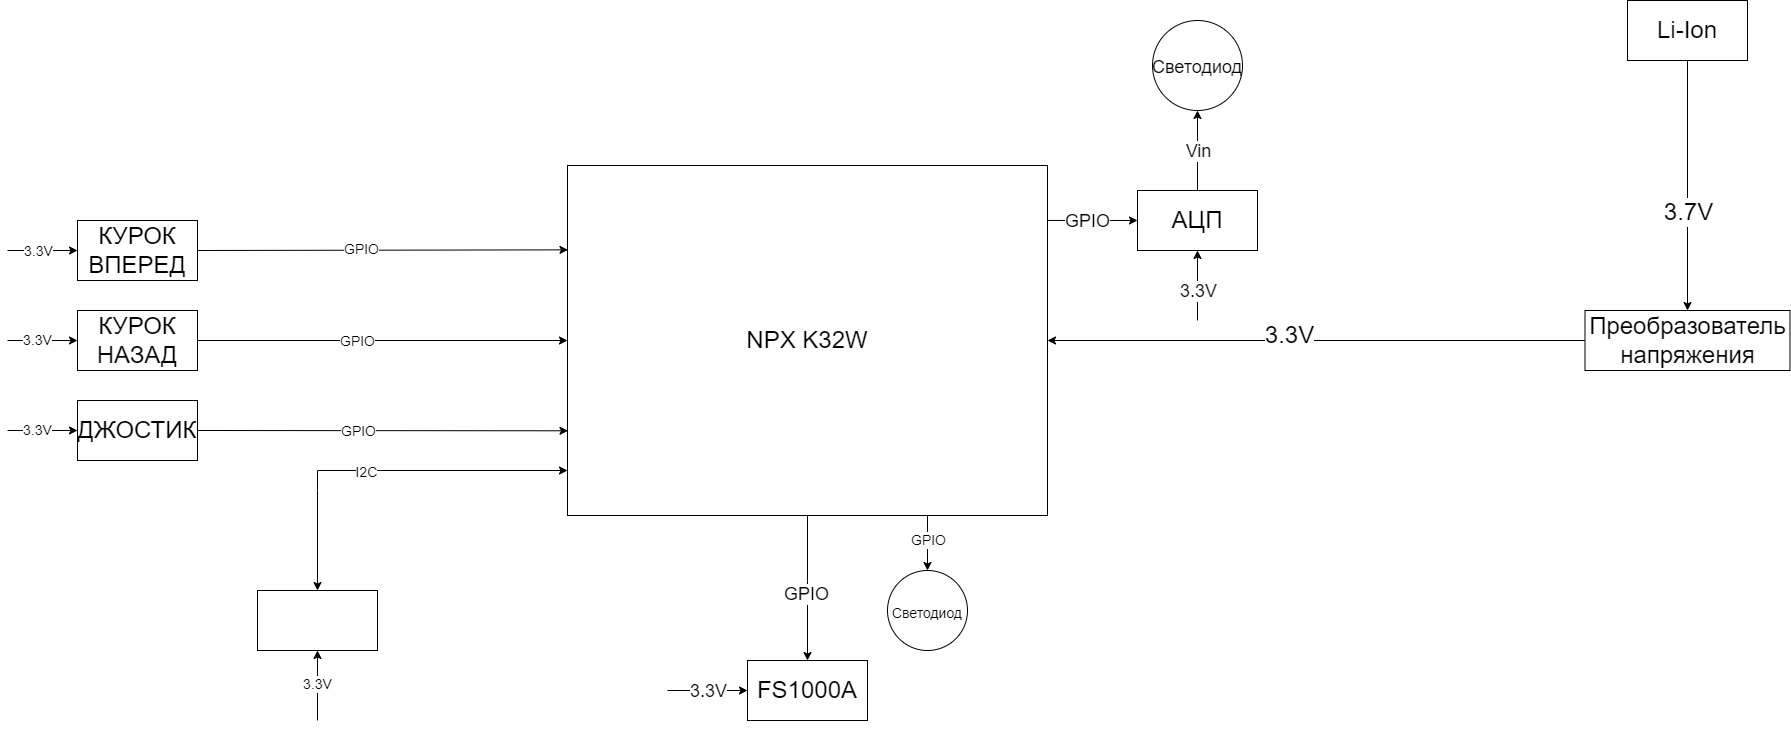 Li-Ion
Светодиод
Vin
GPIO
АЦП
3.7V
3.3V
КУРОК
ВПЕРЕД
GPIO
3.3V
3.3V
КУРОК
НАЗАД
GPIO
NPX K32W
3.3V
Преобразователь
напряжения
3.3V
ДЖОСТИК
GPIO
I2C
GPIO
GPIO
Светодиод
3.3V
3.3V
FS1000A